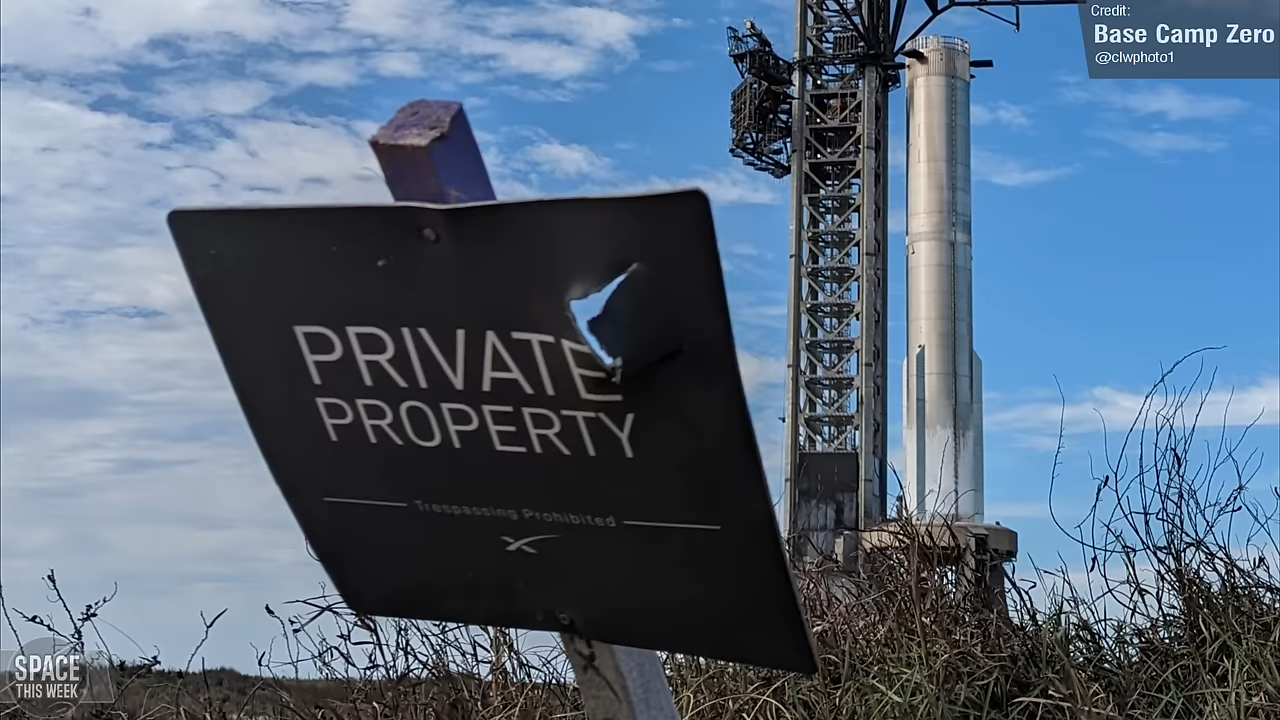 Credit:
Base Camp Zero
@clwphoto1
PRIVATE
PROPERTY
Trespassing Prohibited
SPACE
THIS WEEK